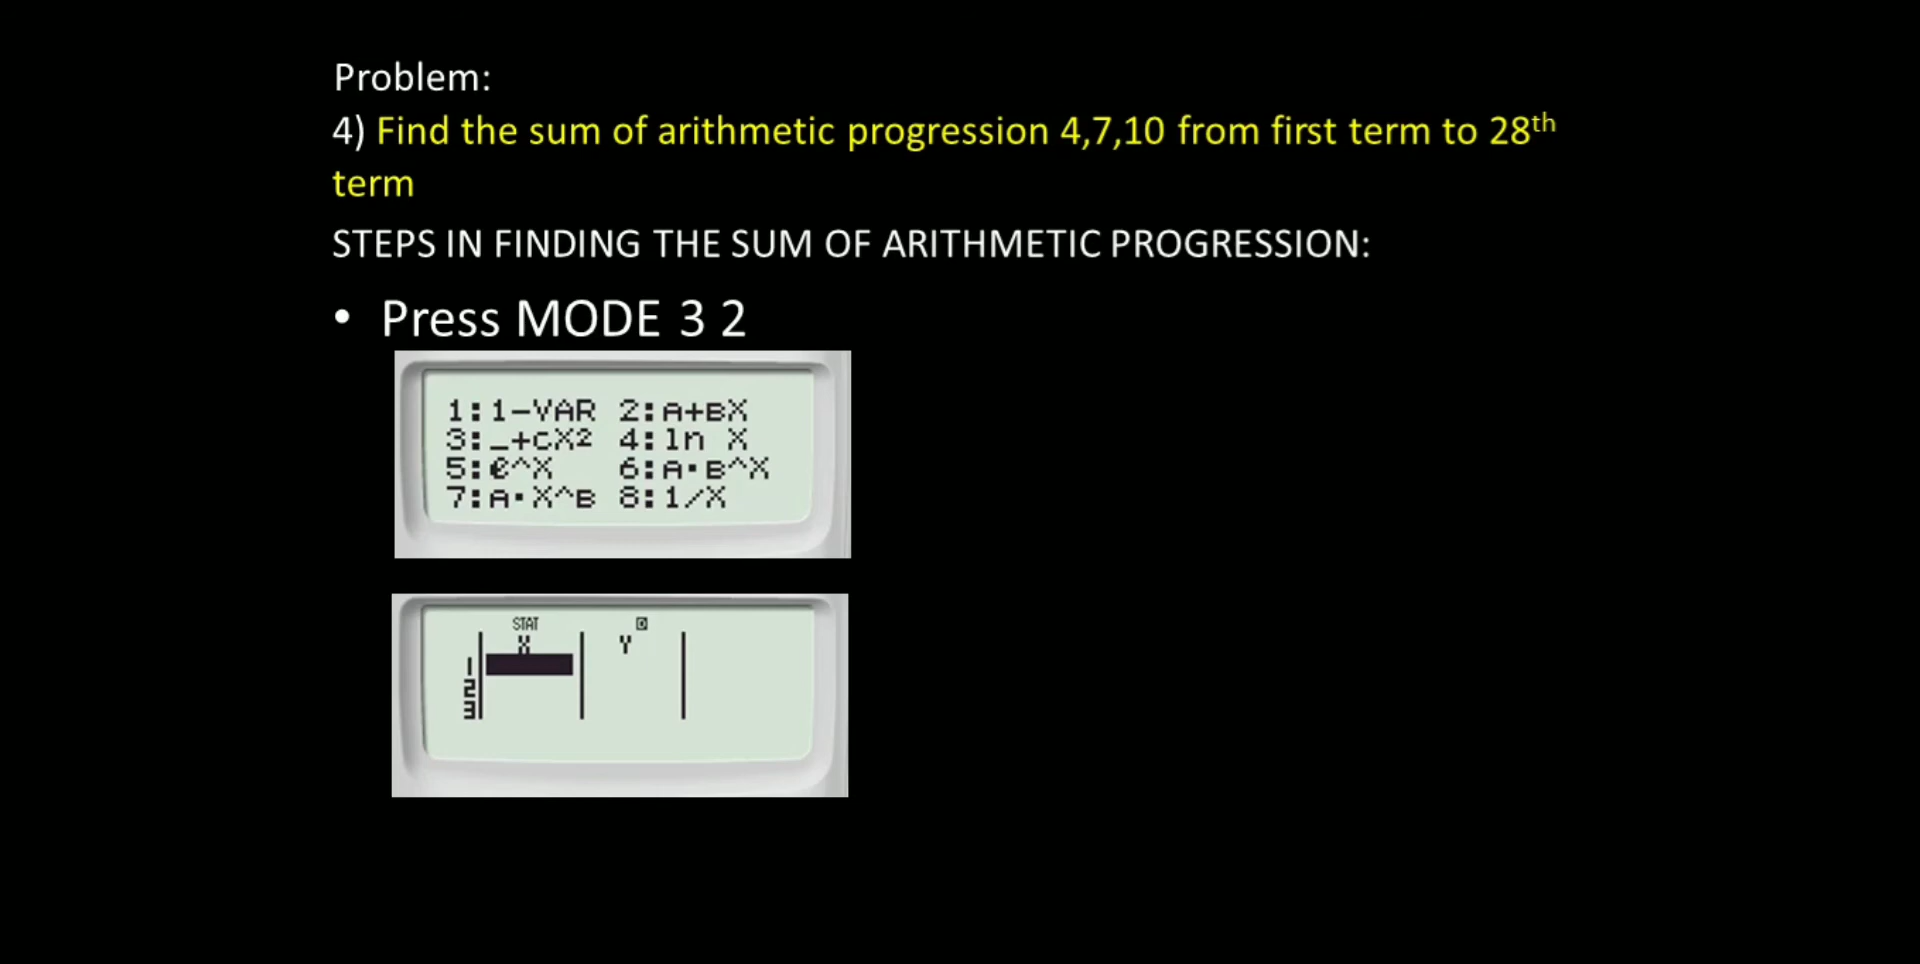 Problem:
4) Find the sum of arithmetic progression 4,7,10 from first term to 28th
term
STEPS IN FINDING THE SUM OF ARITHMETIC PROGRESSION:
• Press MODE 3 2
1:1-VAR 2:A+BX
3:_+CX² 4:ln X
5:e^X 6:A•B^X
7:A•X^B 8:1/X
STAT D
X Y
1
2
3